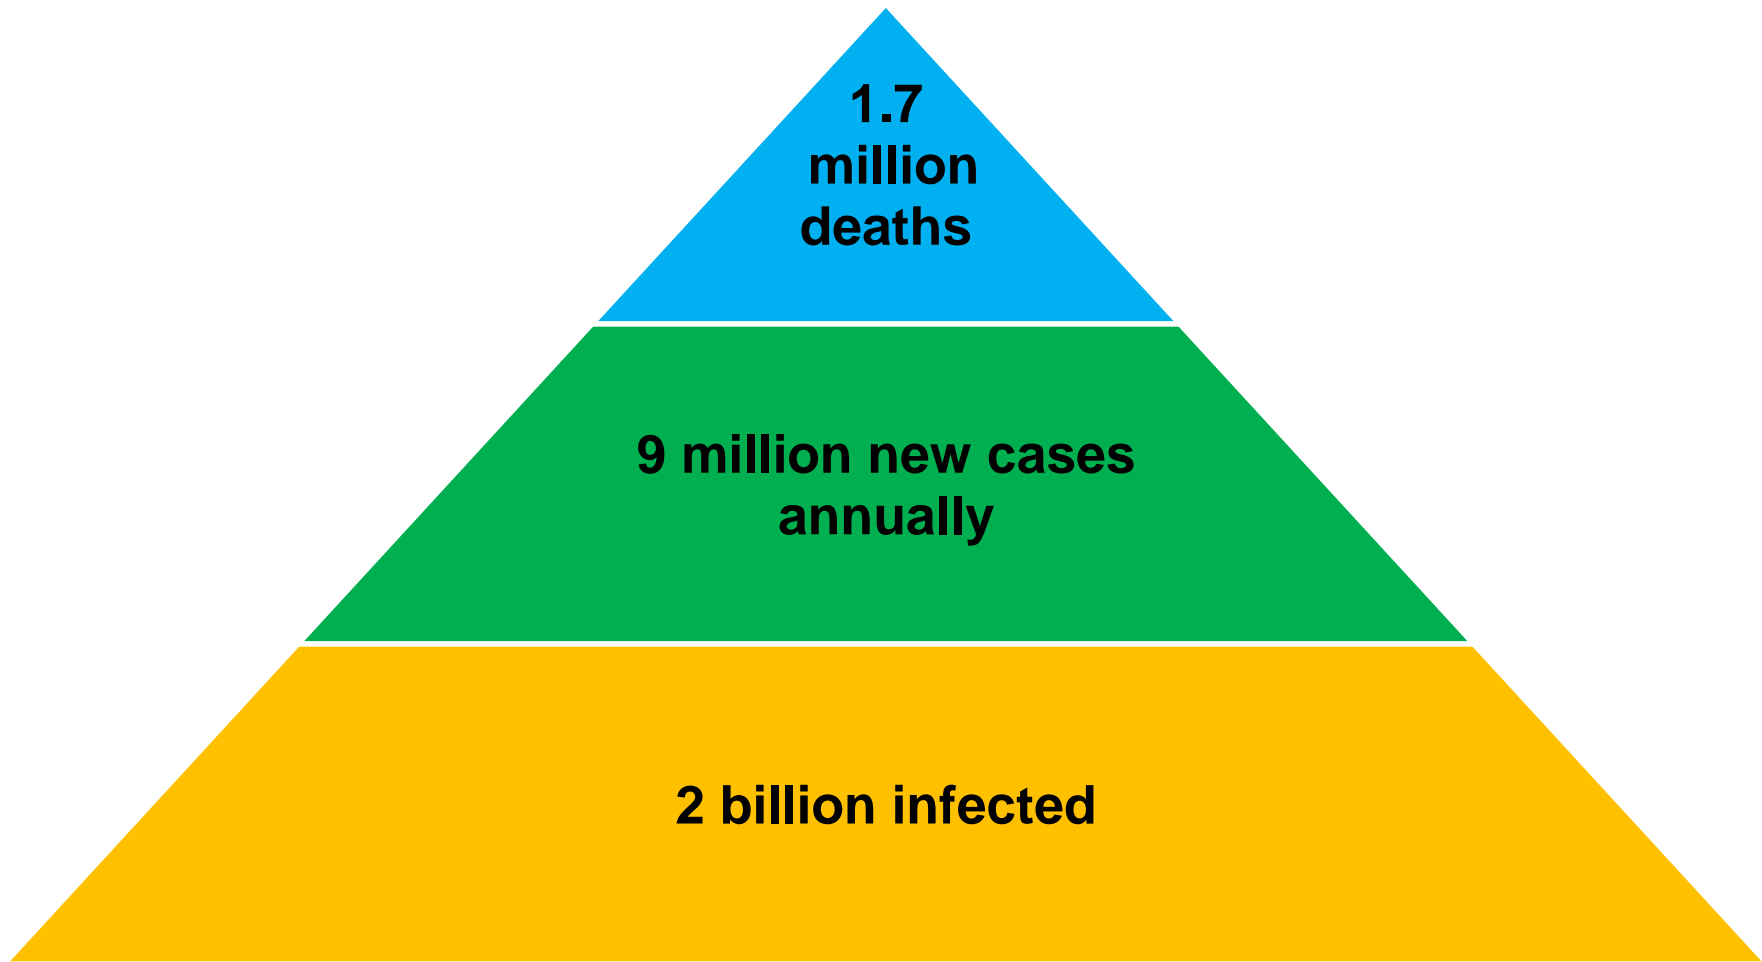 1.7
million
deaths
9 million new cases
annually
2 billion infected